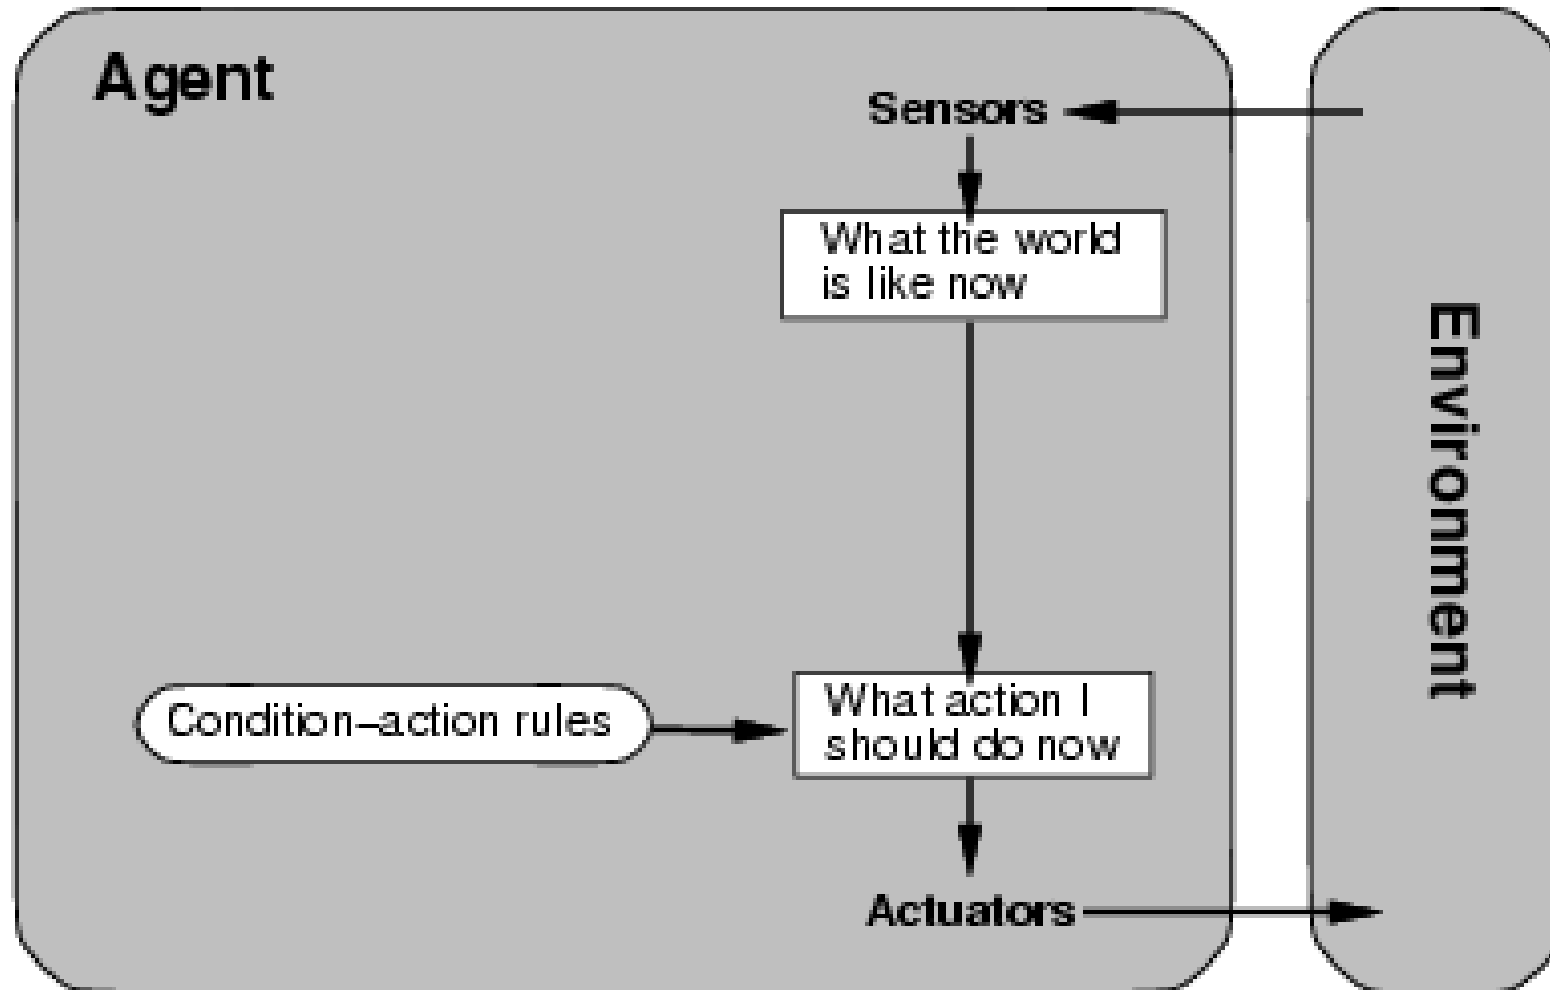 Agent
Sensors
What the world
is like now
Environment
Condition–action rules
What action I
should do now
Actuators